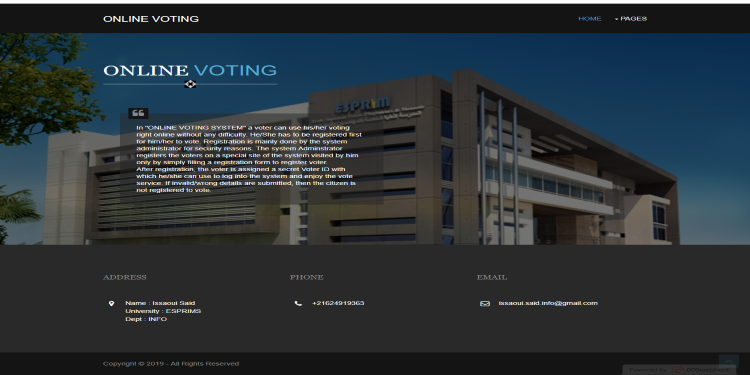 ONLINE VOTING
HOME
PAGES
ONLINE VOTING
ESPRIM
In "ONLINE VOTING SYSTEM" a voter can use his/her voting
right online without any difficulty. He/She has to be registered first
for him/her to vote. Registration is mainly done by the system
administrator for security reasons. The system Adminstrator
registers the voters on a special site of the system visited by him
only by simply filling a registration form to register voter.
After registration, the voter is assigned a secret Voter ID with
which he/she can use to log into the system and enjoy the vote
service. If invalid/wrong details are submitted, then the citizen is
not registered to vote.
ADDRESS
PHONE
EMAIL
Name : Issaoui Said
+21624919363
issaoui.said.info@gmail.com
University : ESPRIMS
Dept : INFO
Copyright © 2019 - All Rights Reserved
Powered by